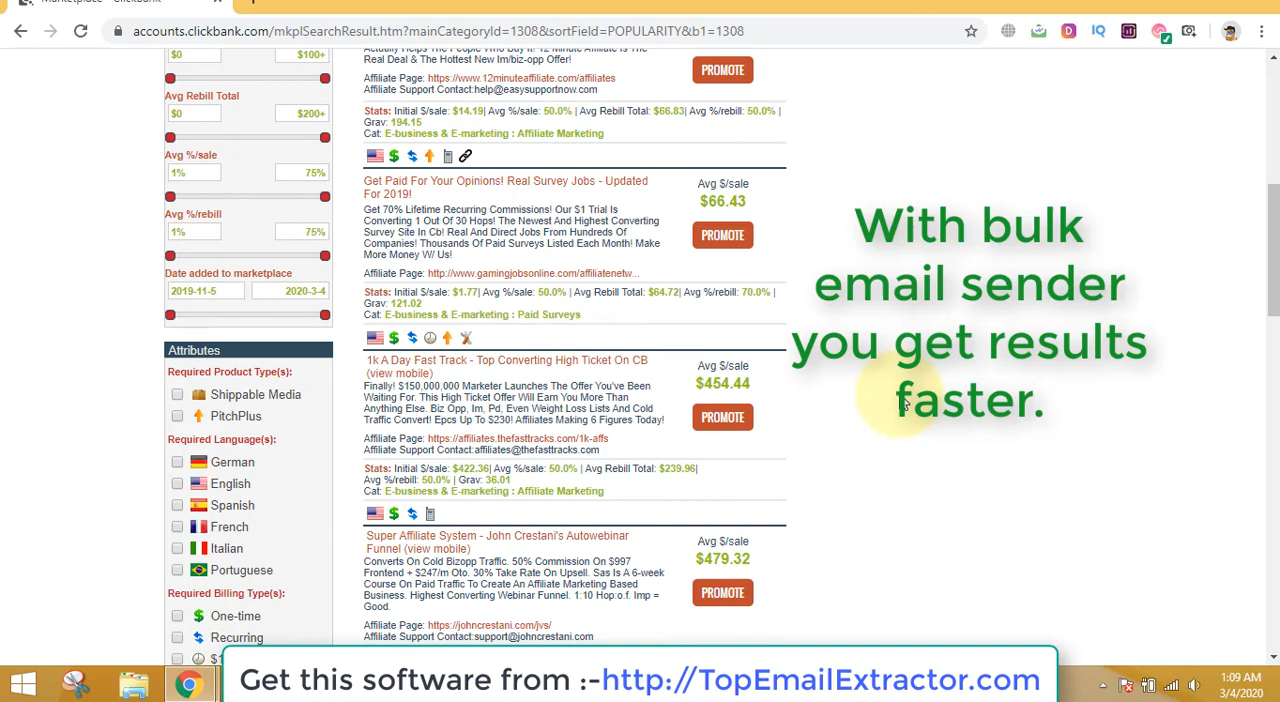 accounts.clickbank.com/mkplSearchResult.htm?mainCategoryId=1308&sortField=POPULARITY&b1=1308
$0 $100+
Avg Rebill Total
$0 $200+
Avg %/sale
1% 75%
Avg %/rebill
1% 75%
Date added to marketplace
2019-11-5 2020-3-4
Attributes
Required Product Type(s):
Shippable Media
PitchPlus
Required Language(s):
German
English
Spanish
French
Italian
Portuguese
Required Billing Type(s):
One-time
Recurring
Real Deal & The Hottest New Im/biz-opp Offer!
Affiliate Page: https://www.12minuteaffiliate.com/affiliates
Affiliate Support Contact:help@easysupportnow.com
PROMOTE
Stats: Initial $/sale: $14.19| Avg %/sale: 50.0% | Avg Rebill Total: $66.83| Avg %/rebill: 50.0% |
Grav: 194.15
Cat: E-business & E-marketing : Affiliate Marketing
Get Paid For Your Opinions! Real Survey Jobs - Updated
For 2019!
Get 70% Lifetime Recurring Commissions! Our $1 Trial Is
Converting 1 Out Of 30 Hops! The Newest And Highest Converting
Survey Site In Cb! Real And Direct Jobs From Hundreds Of
Companies! Thousands Of Paid Surveys Listed Each Month! Make
More Money W/ Us!
Avg $/sale
$66.43
PROMOTE
Affiliate Page: http://www.gamingjobsonline.com/affiliatenetw...
Stats: Initial $/sale: $1.77| Avg %/sale: 50.0% | Avg Rebill Total: $64.72| Avg %/rebill: 70.0% |
Grav: 121.02
Cat: E-business & E-marketing : Paid Surveys
1k A Day Fast Track - Top Converting High Ticket On CB
(view mobile)
Finally! $150,000,000 Marketer Launches The Offer You've Been
Waiting For. This High Ticket Offer Will Earn You More Than
Anything Else. Biz Opp, Im, Pd, Even Weight Loss Lists And Cold
Traffic Convert! Epcs Up To $230! Affiliates Making 6 Figures Today!
Avg $/sale
$454.44
PROMOTE
Affiliate Page: https://affiliates.thefasttracks.com/1k-affs
Affiliate Support Contact:affiliates@thefasttracks.com
Stats: Initial $/sale: $422.36| Avg %/sale: 50.0% | Avg Rebill Total: $239.96|
Avg %/rebill: 50.0% | Grav: 36.01
Cat: E-business & E-marketing : Affiliate Marketing
Super Affiliate System - John Crestani's Autowebinar
Funnel (view mobile)
Converts On Cold Bizopp Traffic. 50% Commission On $997
Frontend + $247/m Oto. 30% Take Rate On Upsell. Sas Is A 6-week
Course On Paid Traffic To Create An Affiliate Marketing Based
Business. Highest Converting Webinar Funnel. 1:10 Hop:o.f. Imp =
Good.
Avg $/sale
$479.32
PROMOTE
Affiliate Page: https://johncrestani.com/jvs/
Affiliate Support Contact:support@johncrestani.com
With bulk
email sender
you get results
faster.
Get this software from :-http://TopEmailExtractor.com
1:09 AM
3/4/2020